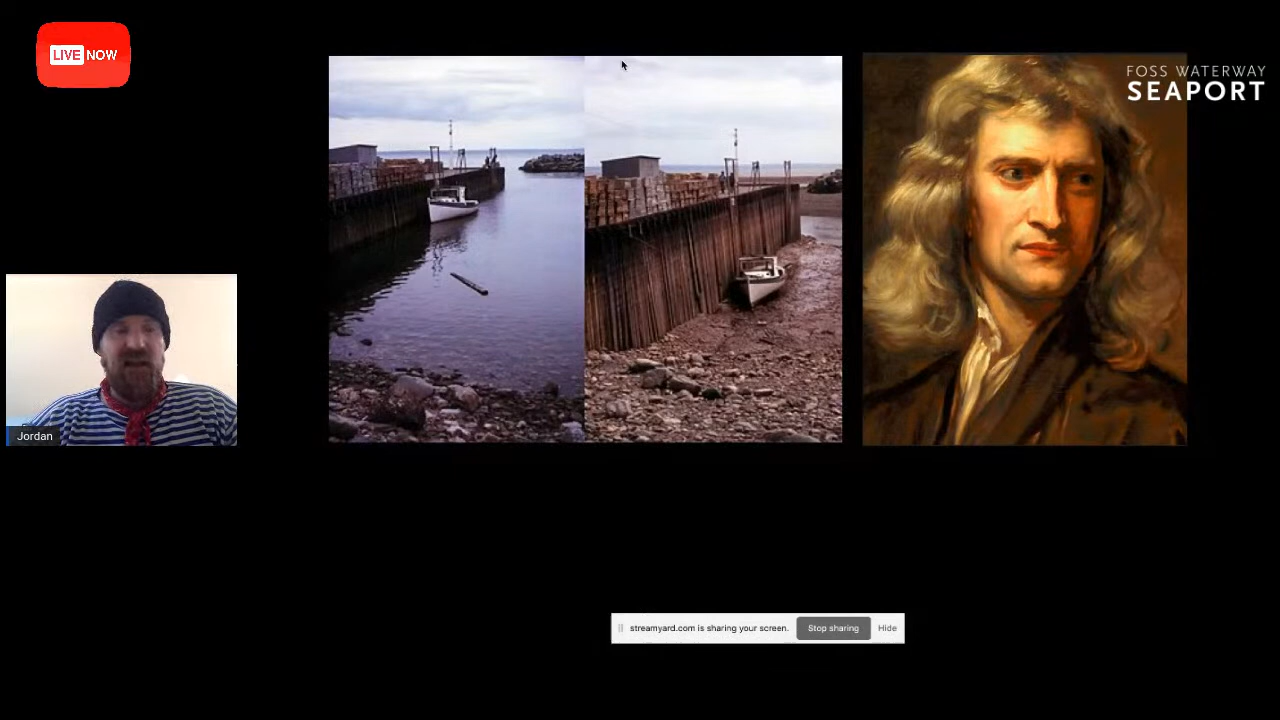 LIVE NOW
FOSS WATERWAY
SEAPORT
Jordan
streamyard.com is sharing your screen. Stop sharing Hide